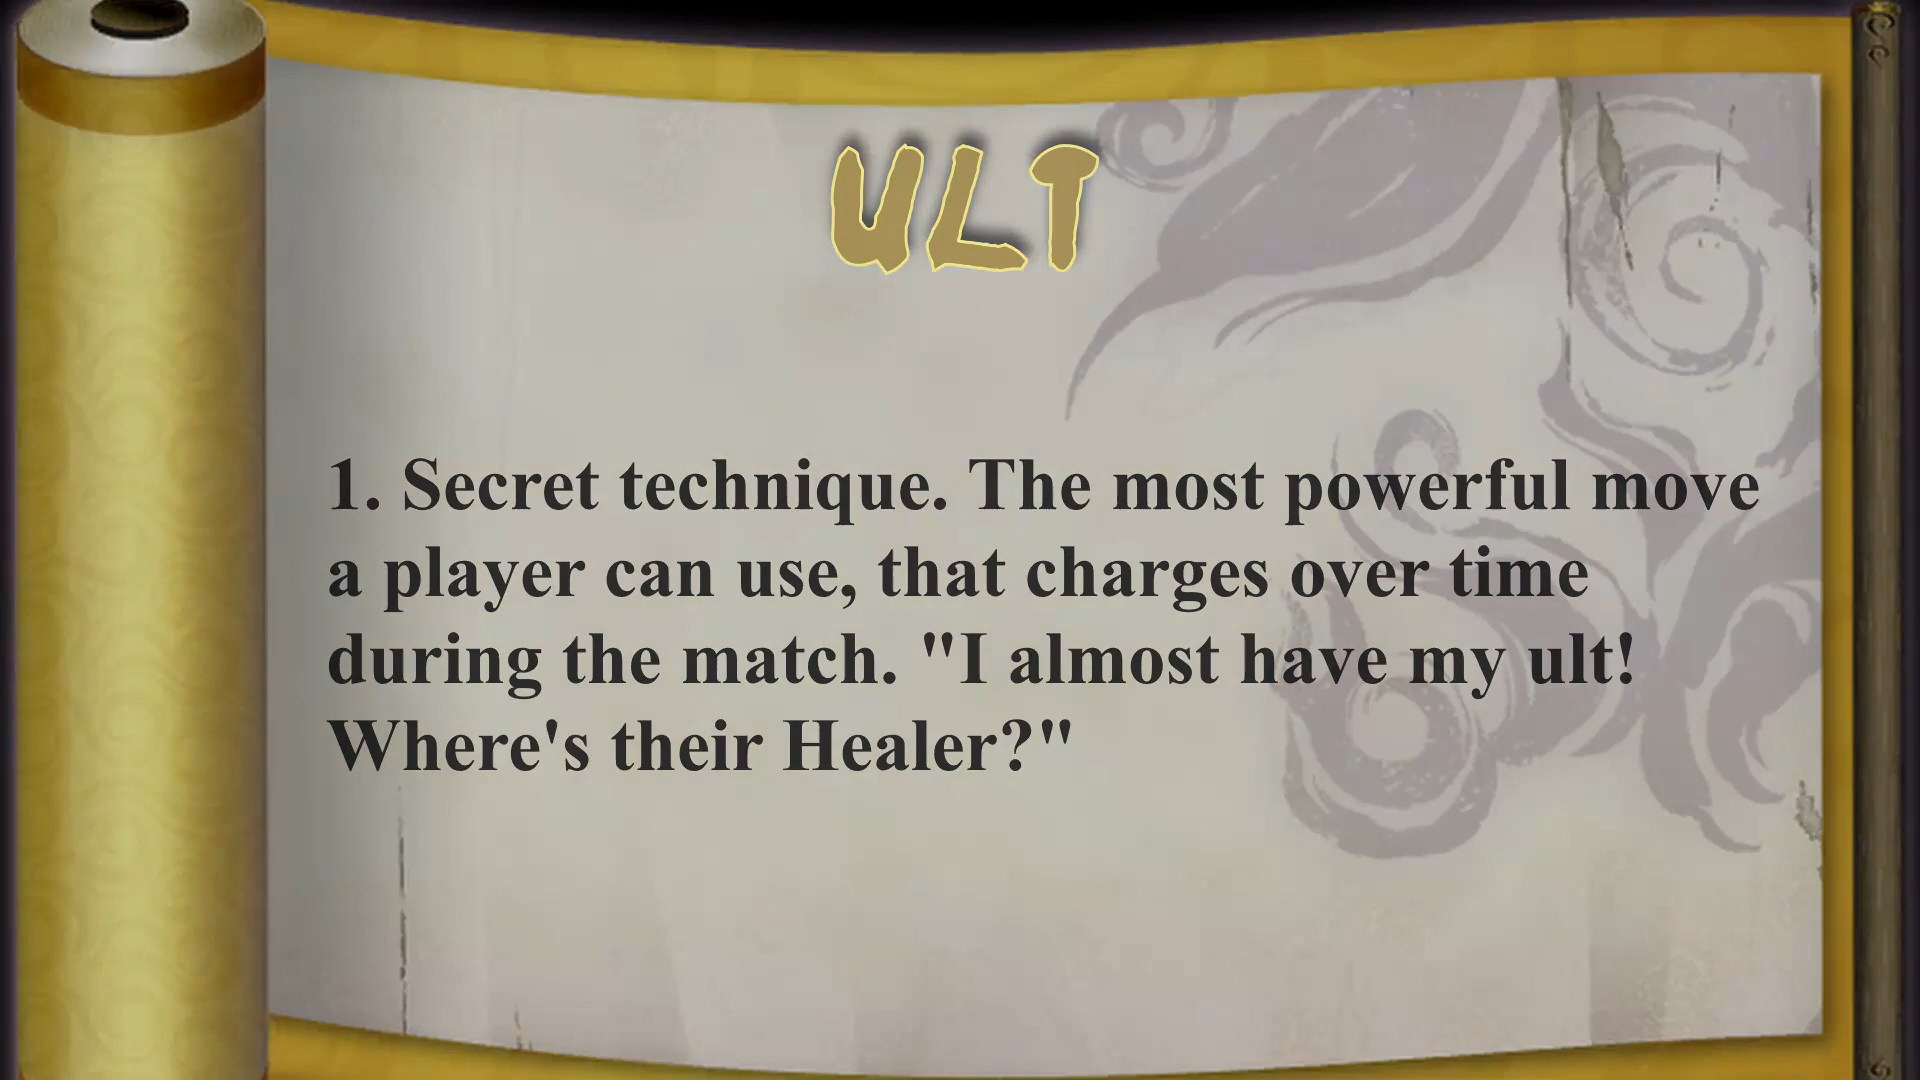 ULT
1. Secret technique. The most powerful move
a player can use, that charges over time
during the match. "I almost have my ult!
Where's their Healer?"